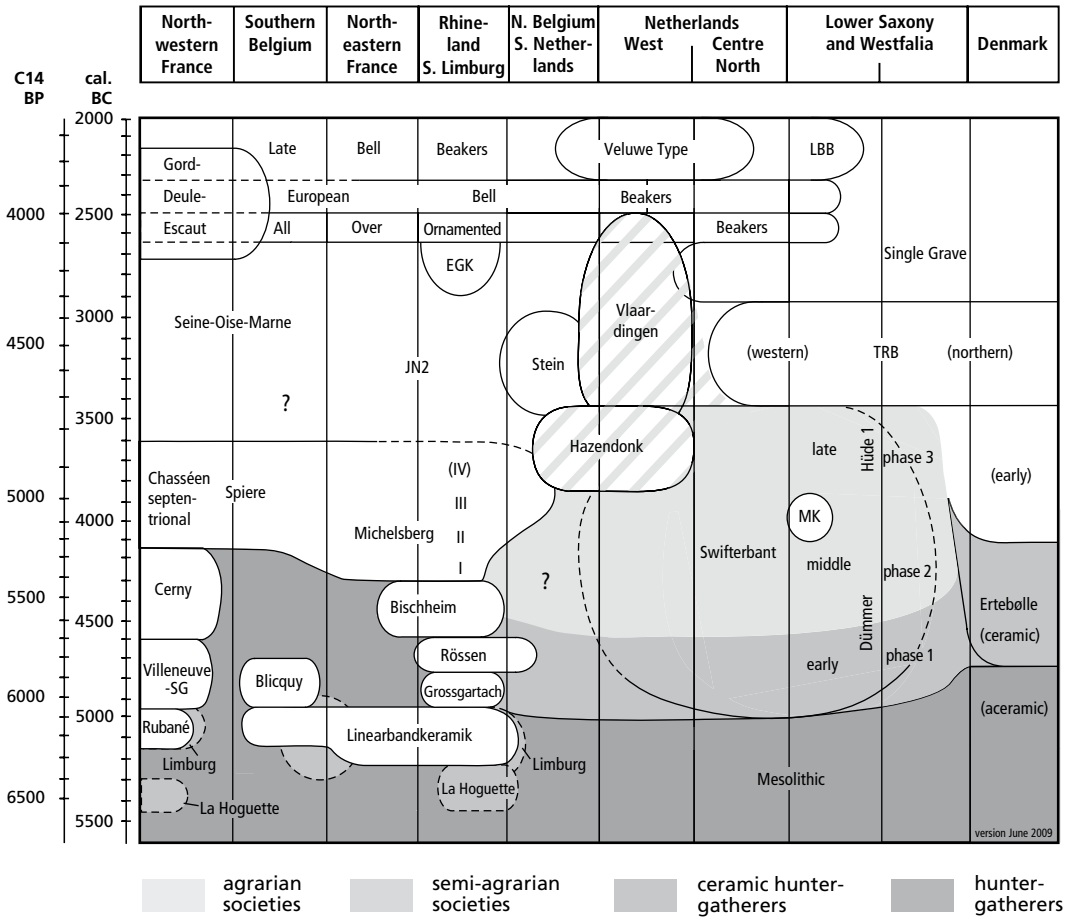 North-
western
France
Southern
Belgium
North-
eastern
France
Rhine-
land
S. Limburg
N. Belgium
S. Nether-
lands
Netherlands
West
Centre
North
Lower Saxony
and Westfalia
Denmark
C14
BP
cal.
BC
2000
4000
2500
3000
4500
3500
5000
4000
5500
4500
6000
5000
6500
5500
Late
Bell
Beakers
Veluwe Type
LBB
Gord-
Deule-
European
Bell
Beakers
Escaut
All
Over
Ornamented
Beakers
EGK
Single Grave
Seine-Oise-Marne
Vlaar-
dingen
(western)
TRB
(northern)
JN2
Stein
?
Hazendonk
late
Hüde 1
phase 3
(early)
(IV)
Chasséen
septen-
trional
Spiere
III
MK
Michelsberg
II
Swifterbant
I
?
middle
phase 2
Cerny
Bischheim
Ertebølle
(ceramic)
Dümmer
Rössen
early
phase 1
Villeneuve
-SG
Blicquy
Grossgartach
(aceramic)
Rubané
Linearbandkeramik
Limburg
Limburg
Mesolithic
La Hoguette
La Hoguette
version June 2009
agrarian
societies
semi-agrarian
societies
ceramic hunter-
gatherers
hunter-
gatherers